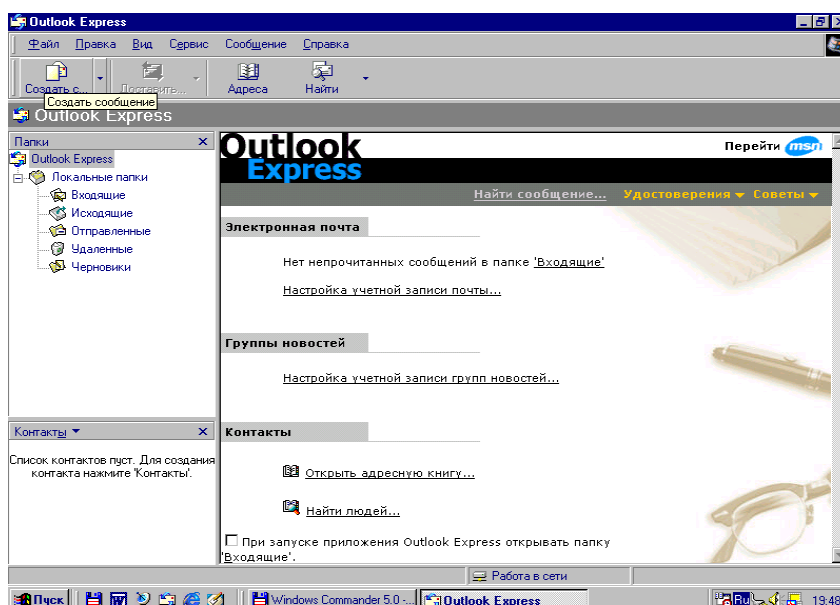 Outlook Express
Файл Правка Вид Сервис Сообщение Справка
Создать с... Доставить... Адреса Найти
Создать сообщение
Outlook Express
Папки
Outlook Express
Локальные папки
Входящие
Исходящие
Отправленные
Удаленные
Черновики
Контакты
Список контактов пуст. Для создания
контакта нажмите 'Контакты'.
Outlook
Express
Перейти msn
Найти сообщение... Удостоверения Советы
Электронная почта
Нет непрочитанных сообщений в папке 'Входящие'
Настройка учетной записи почты...
Группы новостей
Настройка учетной записи групп новостей...
Контакты
Открыть адресную книгу...
Найти людей...
При запуске приложения Outlook Express открывать папку
'Входящие'.
Работа в сети
Пуск Windows Commander 5.0 -... Outlook Express Ru 19:48